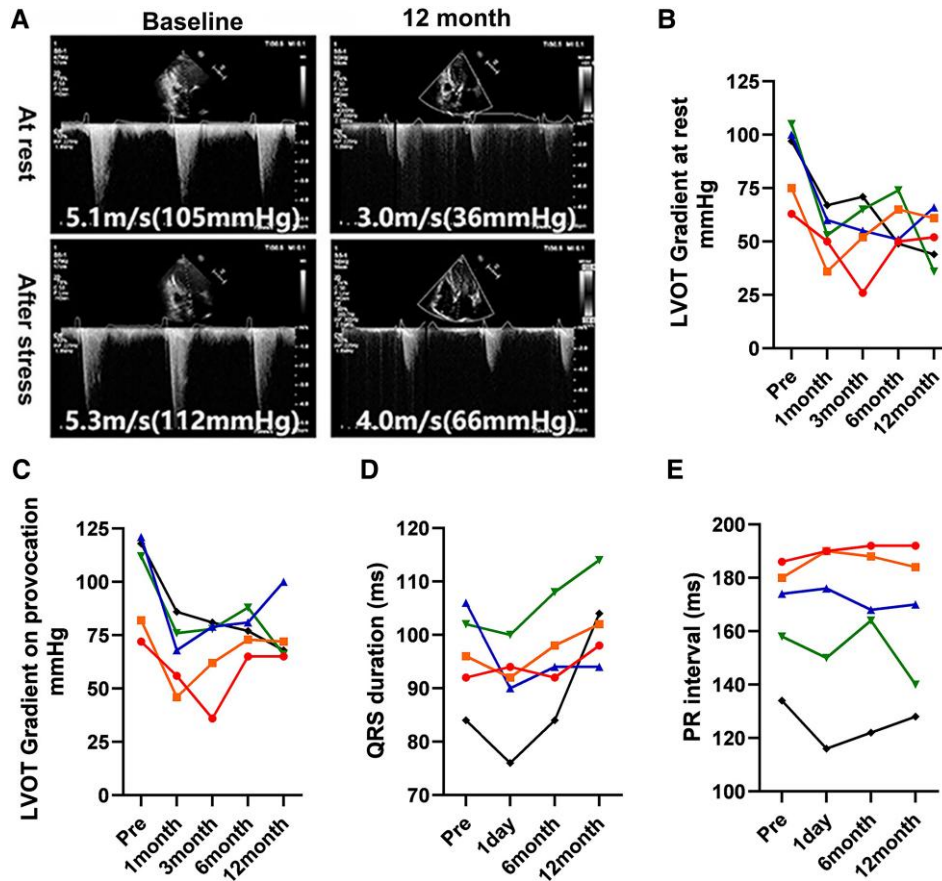 A
Baseline
12 month
At rest
5.1m/s(105mmHg)
3.0m/s(36mmHg)
After stress
5.3m/s(112mmHg)
4.0m/s(66mmHg)
B
LVOT Gradient at rest
mmHg
125
100
75
50
25
0
Pre
1month
3month
6month
12month
C
LVOT Gradient on provocation
mmHg
125
100
75
50
25
0
Pre
1month
3month
6month
12month
D
QRS duration (ms)
120
110
100
90
80
70
Pre
1day
6month
12month
E
PR interval (ms)
200
180
160
140
120
100
Pre
1day
6month
12month